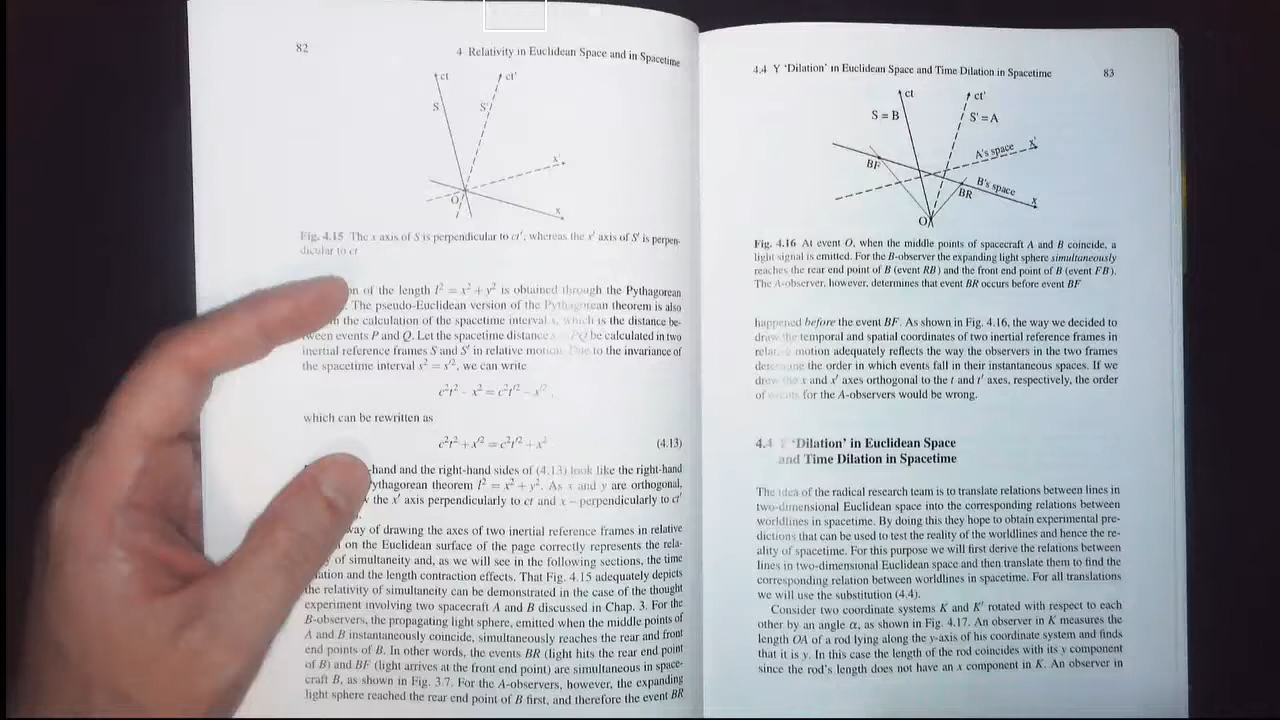 82
4 Relativity in Euclidean Space and in Spacetime
ct
ct'
S
S'
x'
O
x
Fig. 4.15 The x axis of S is perpendicular to ct', whereas the x' axis of S' is perpen-
dicular to ct
of the length l² = x² + y² is obtained through the Pythagorean
The pseudo-Euclidean version of the Pythagorean theorem is also
the calculation of the spacetime interval s, which is the distance be-
tween events P and Q. Let the spacetime distance s PQ be calculated in two
inertial reference frames S and S' in relative motion. Due to the invariance of
the spacetime interval s² = s'², we can write
c²t² - x² = c²t'² - x'² ,
which can be rewritten as
c²t² + x'² = c²t'² + x² (4.13)
hand and the right-hand sides of (4.13) look like the right-hand
theorem l² = x² + y². As x and y are orthogonal,
the x' axis perpendicularly to ct and x – perpendicularly to ct'
way of drawing the axes of two inertial reference frames in relative
on the Euclidean surface of the page correctly represents the rela-
of simultaneity and, as we will see in the following sections, the time
and the length contraction effects. That Fig. 4.15 adequately depicts
the relativity of simultaneity can be demonstrated in the case of the thought
experiment involving two spacecraft A and B discussed in Chap. 3. For the
B-observers, the propagating light sphere, emitted when the middle points of
A and B instantaneously coincide, simultaneously reaches the rear and front
end points of B. In other words, the events BR (light hits the rear end point
of B) and BF (light arrives at the front end point) are simultaneous in space-
craft B, as shown in Fig. 3.7. For the A-observers, however, the expanding
light sphere reached the rear end point of B first, and therefore the event BR
4.4 Y 'Dilation' in Euclidean Space and Time Dilation in Spacetime
83
ct
ct'
S = B
S' = A
A's space
x'
BF
B's space
BR
x
O
Fig. 4.16 At event O, when the middle points of spacecraft A and B coincide, a
light signal is emitted. For the B-observer the expanding light sphere simultaneously
reaches the rear end point of B (event RB) and the front end point of B (event FB).
The A-observer, however, determines that event BR occurs before event BF
happened before the event BF. As shown in Fig. 4.16, the way we decided to
draw the temporal and spatial coordinates of two inertial reference frames in
relative motion adequately reflects the way the observers in the two frames
determine the order in which events fall in their instantaneous spaces. If we
drew the x and x' axes orthogonal to the t and t' axes, respectively, the order
of events for the A-observers would be wrong.
4.4 Y 'Dilation' in Euclidean Space
and Time Dilation in Spacetime
The idea of the radical research team is to translate relations between lines in
two-dimensional Euclidean space into the corresponding relations between
worldlines in spacetime. By doing this they hope to obtain experimental pre-
dictions that can be used to test the reality of the worldlines and hence the re-
ality of spacetime. For this purpose we will first derive the relations between
lines in two-dimensional Euclidean space and then translate them to find the
corresponding relation between worldlines in spacetime. For all translations
we will use the substitution (4.4).
Consider two coordinate systems K and K' rotated with respect to each
other by an angle α, as shown in Fig. 4.17. An observer in K measures the
length OA of a rod lying along the y-axis of his coordinate system and finds
that it is y. In this case the length of the rod coincides with its y component
since the rod's length does not have an x component in K. An observer in